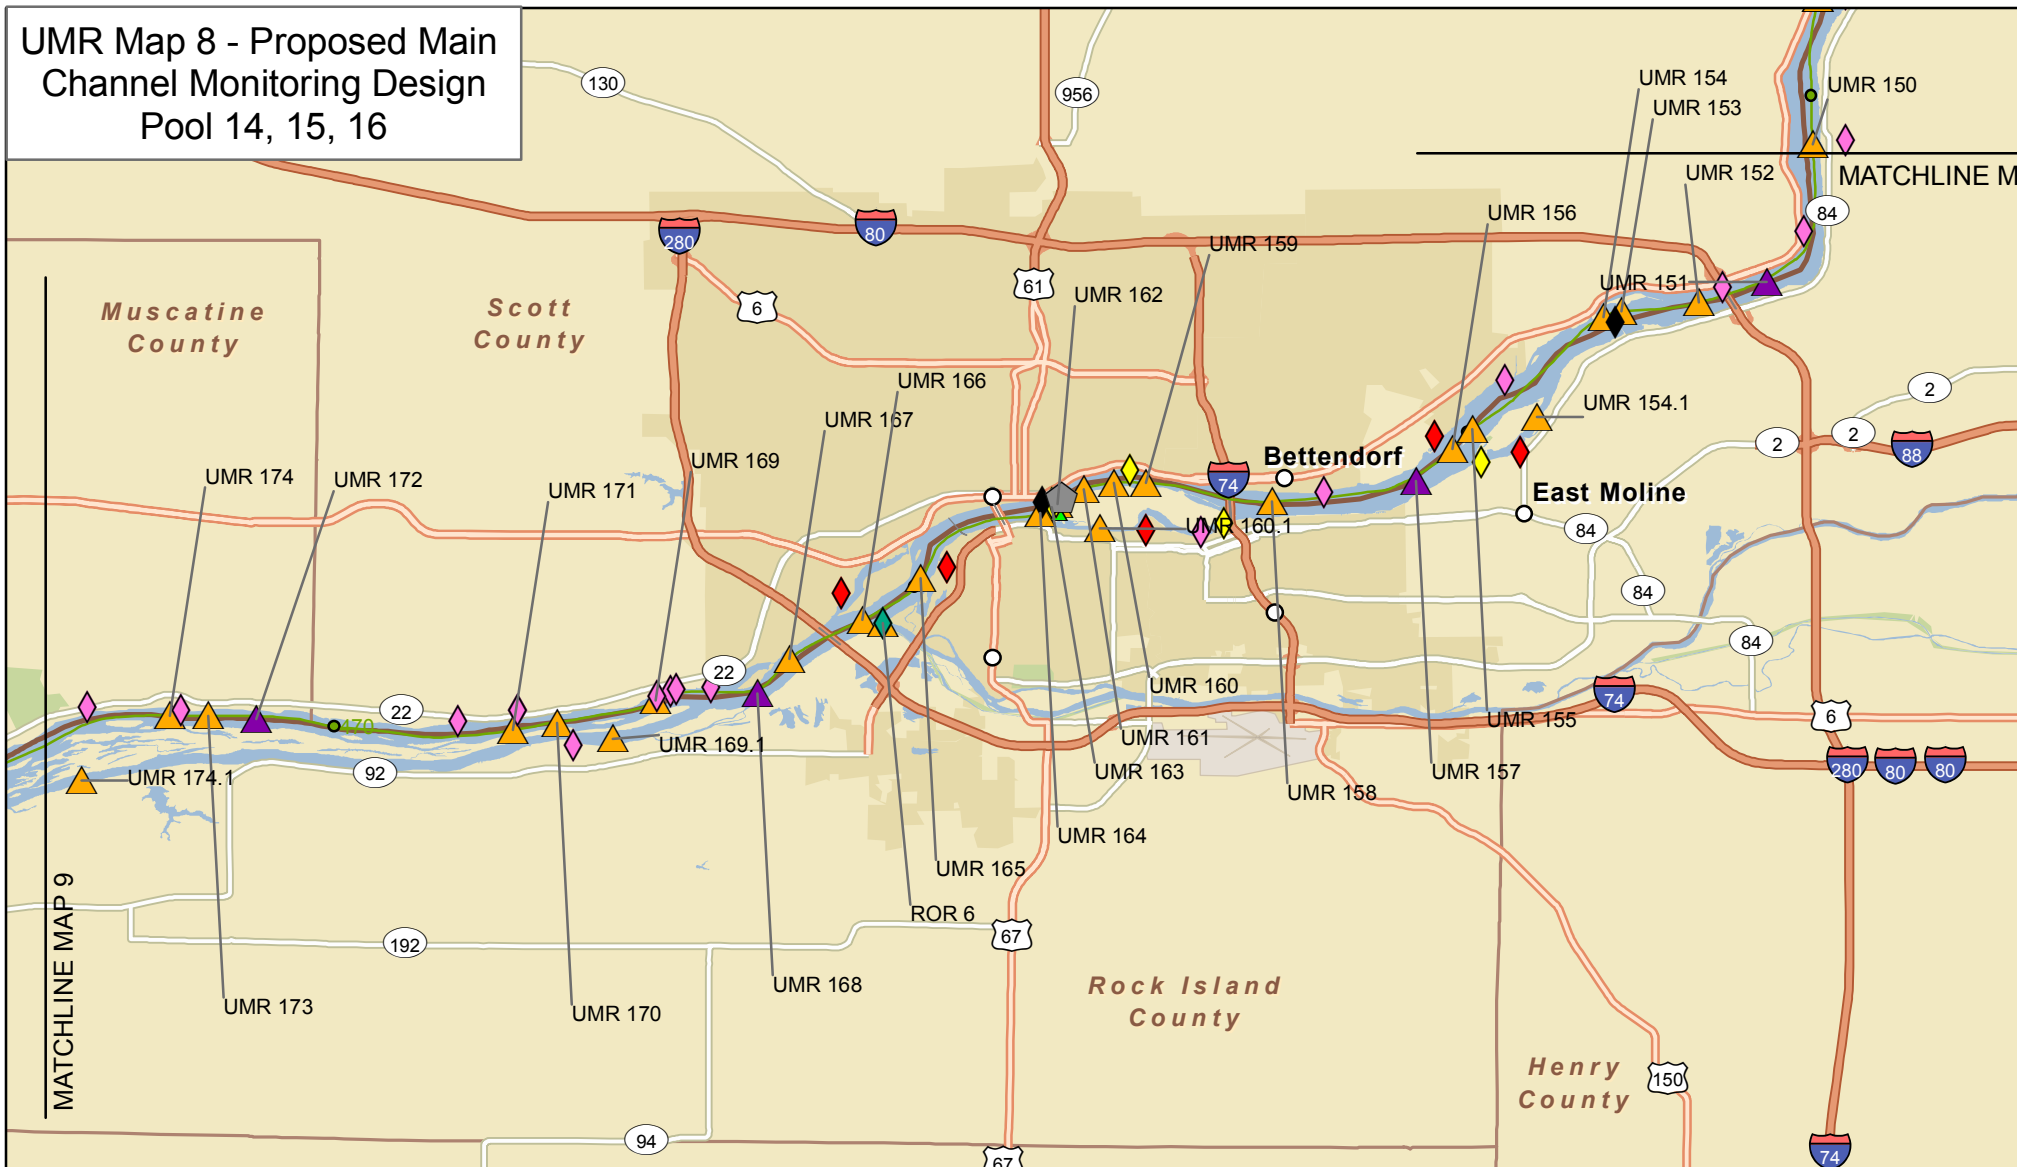 UMR Map 8 - Proposed Main
Channel Monitoring Design
Pool 14, 15, 16
130
956
UMR 154
UMR 153
UMR 150
MATCHLINE M
UMR 152
84
UMR 156
280
80
UMR 159
61
UMR 162
UMR 151
6
Muscatine
County
Scott
County
UMR 166
UMR 167
UMR 154.1
2
2
2
88
UMR 174
UMR 172
UMR 171
UMR 169
Bettendorf
74
East Moline
UMR 160.1
84
84
84
22
22
470
UMR 169.1
UMR 174.1
92
UMR 160
UMR 161
UMR 163
UMR 158
UMR 155
UMR 157
74
6
280
80
80
UMR 164
UMR 165
ROR 6
67
192
UMR 173
UMR 170
UMR 168
MATCHLINE MAP 9
Rock Island
County
Henry
County
150
94
67
74